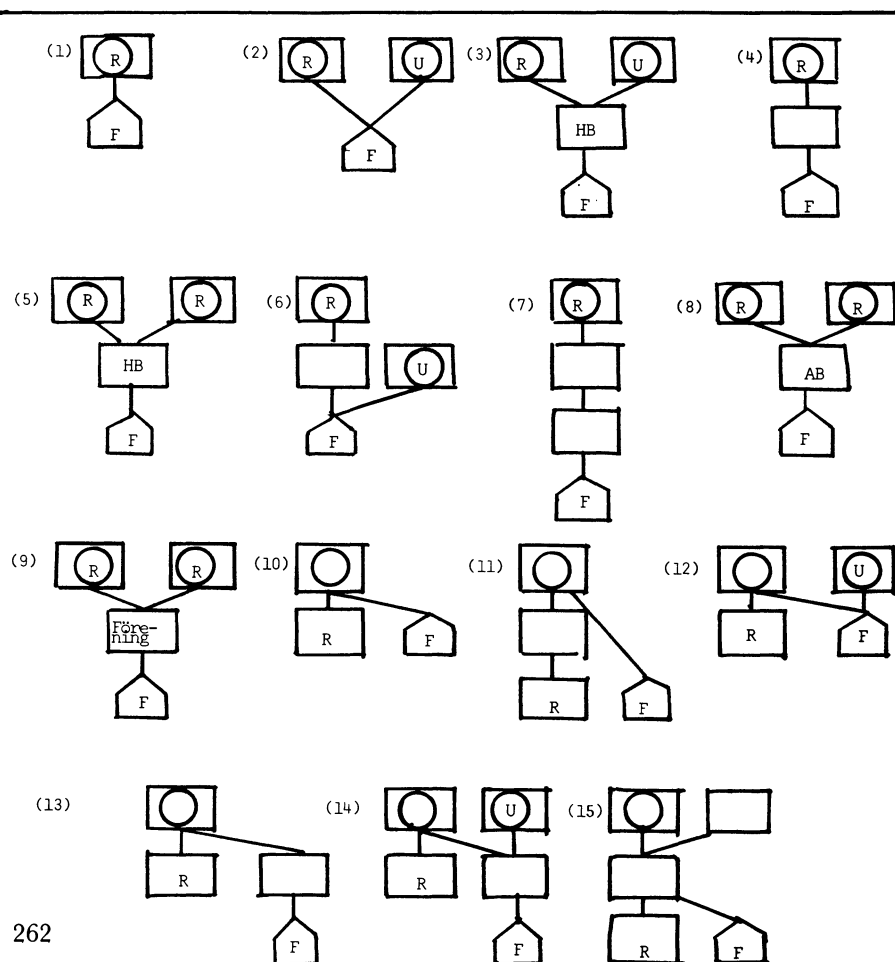 (1) R F
(2) R U F
(3) R U HB F
(4) R F
(5) R R HB F
(6) R U F
(7) R F
(8) R R AB F
(9) R R Före-
ning F
(10) R F
(11) R F
(12) U R F
(13) R F
(14) U R F
(15) R F
262